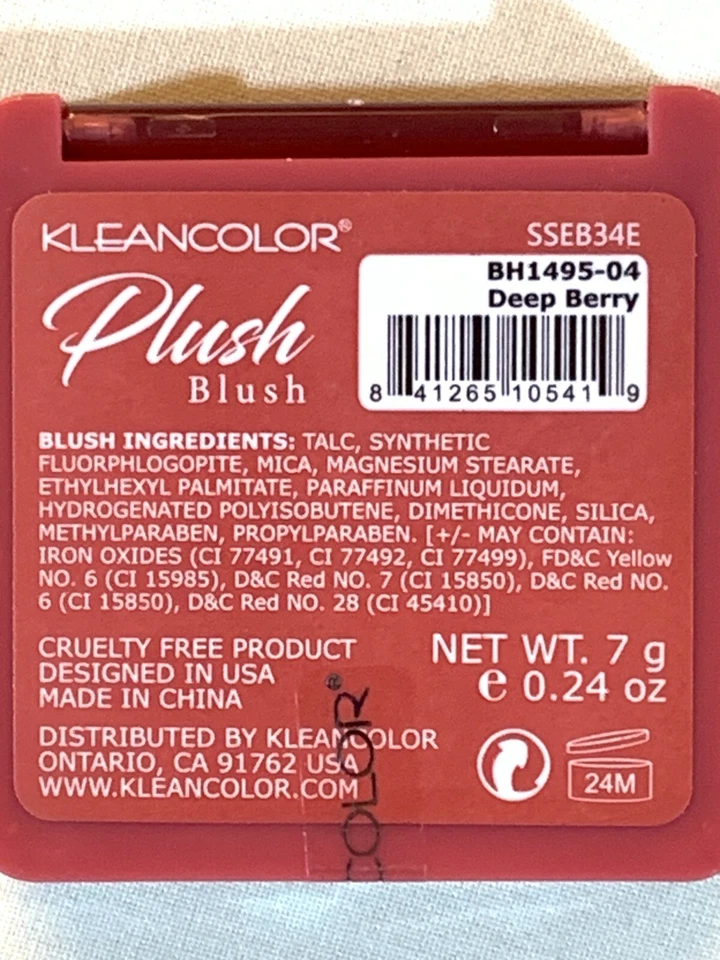 KLEANCOLOR®
SSEB34E
Plush
Blush
BH1495-04
Deep Berry
8 41265 10541 9
BLUSH INGREDIENTS: TALC, SYNTHETIC
FLUORPHLOGOPITE, MICA, MAGNESIUM STEARATE,
ETHYLHEXYL PALMITATE, PARAFFINUM LIQUIDUM,
HYDROGENATED POLYISOBUTENE, DIMETHICONE, SILICA,
METHYLPARABEN, PROPYLPARABEN. [+/- MAY CONTAIN:
IRON OXIDES (CI 77491, CI 77492, CI 77499), FD&C Yellow
NO. 6 (CI 15985), D&C Red NO. 7 (CI 15850), D&C Red NO.
6 (CI 15850), D&C Red NO. 28 (CI 45410)]
CRUELTY FREE PRODUCT
DESIGNED IN USA
MADE IN CHINA
NET WT. 7 g
e 0.24 oz
DISTRIBUTED BY KLEANCOLOR
ONTARIO, CA 91762 USA
WWW.KLEANCOLOR.COM
24M
COLOR®